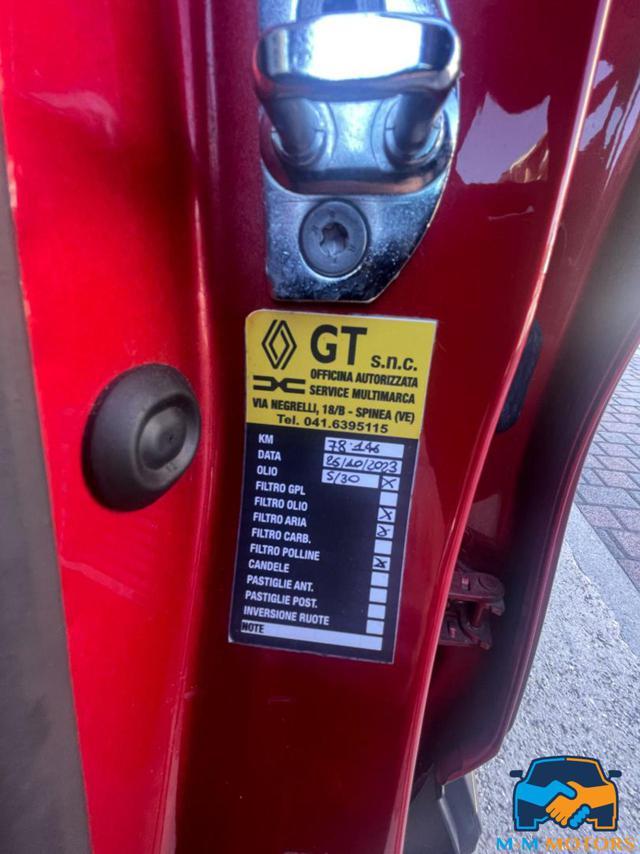 GT s.n.c.
OFFICINA AUTORIZZATA
SERVICE MULTIMARCA
VIA NEGRELLI, 18/B - SPINEA (VE)
Tel. 041.6395115
KM 78.146
DATA 25/10/2023
OLIO 5/30 X
FILTRO GPL
FILTRO OLIO X
FILTRO ARIA X
FILTRO CARB.
FILTRO POLLINE X
CANDELE
PASTIGLIE ANT.
PASTIGLIE POST.
INVERSIONE RUOTE
NOTE
M.M MOTORS